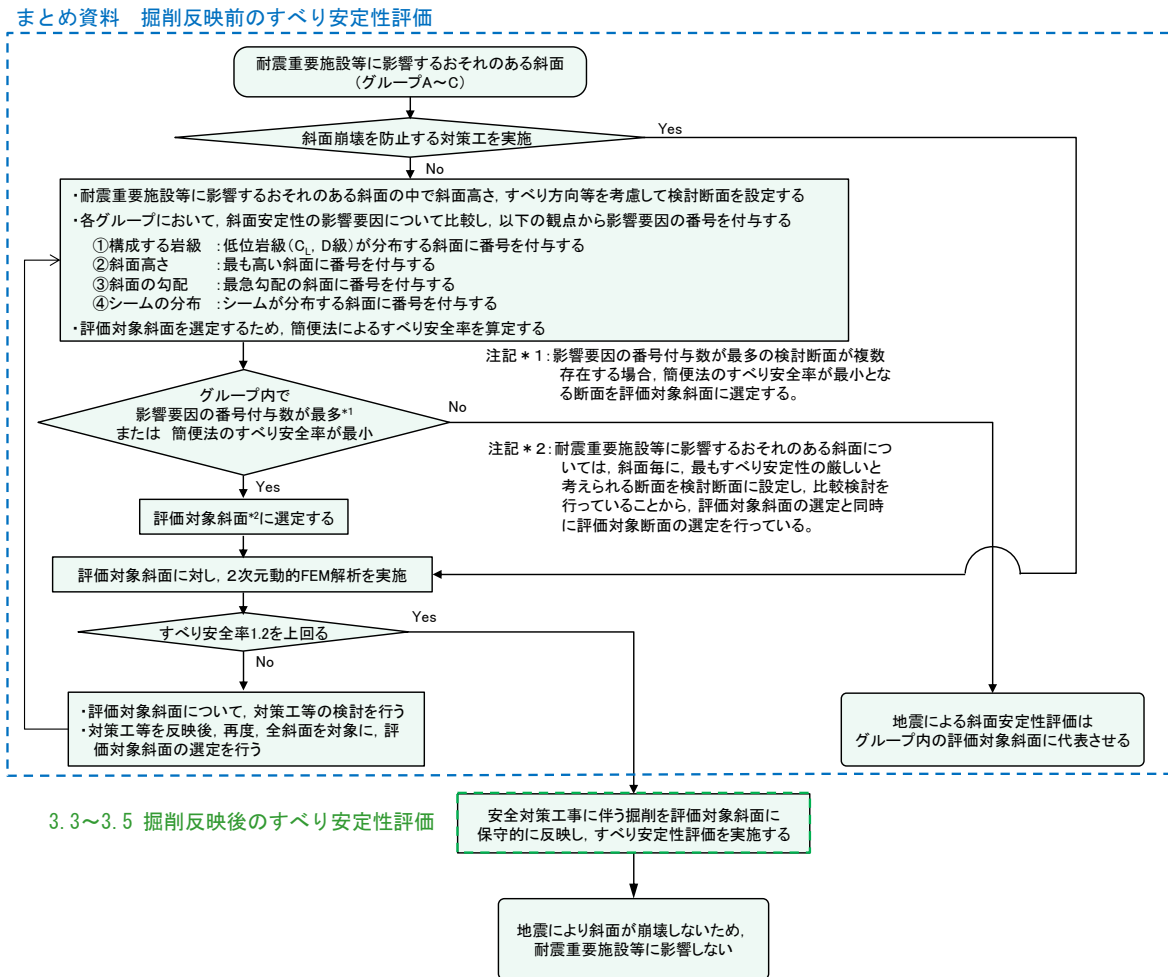 まとめ資料　掘削反映前のすべり安定性評価
耐震重要施設等に影響するおそれのある斜面
（グループA～C）
斜面崩壊を防止する対策工を実施
Yes
No
・耐震重要施設等に影響するおそれのある斜面の中で斜面高さ，すべり方向等を考慮して検討断面を設定する
・各グループにおいて，斜面安定性の影響要因について比較し，以下の観点から影響要因の番号を付与する
①構成する岩級　：低位岩級（CL，D級）が分布する斜面に番号を付与する
②斜面高さ　　　：最も高い斜面に番号を付与する
③斜面の勾配　　：最急勾配の斜面に番号を付与する
④シームの分布　：シームが分布する斜面に番号を付与する
・評価対象斜面を選定するため，簡便法によるすべり安全率を算定する
注記＊１：影響要因の番号付与数が最多の検討断面が複数
存在する場合，簡便法のすべり安全率が最小とな
る断面を評価対象斜面に選定する。
グループ内で
影響要因の番号付与数が最多*1
または　簡便法のすべり安全率が最小
No
注記＊２：耐震重要施設等に影響するおそれのある斜面につ
いては，斜面毎に，最もすべり安定性の厳しいと
考えられる断面を検討断面に設定し，比較検討を
行っていることから，評価対象斜面の選定と同時
に評価対象断面の選定を行っている。
Yes
評価対象斜面*2に選定する
評価対象斜面に対し，２次元動的FEM解析を実施
すべり安全率1.2を上回る
Yes
No
・評価対象斜面について，対策工等の検討を行う
・対策工等を反映後，再度，全斜面を対象に，評
価対象斜面の選定を行う
地震による斜面安定性評価は
グループ内の評価対象斜面に代表させる
3.3～3.5 掘削反映後のすべり安定性評価
安全対策工事に伴う掘削を評価対象斜面に
保守的に反映し，すべり安定性評価を実施する
地震により斜面が崩壊しないため，
耐震重要施設等に影響しない